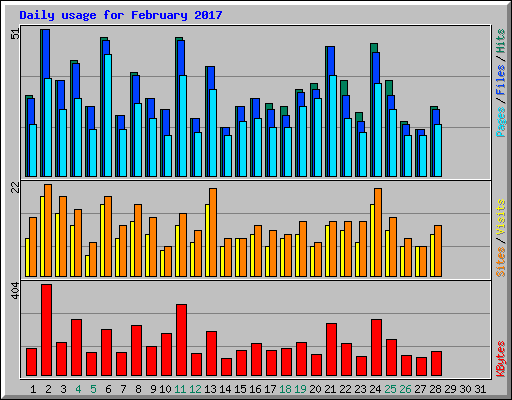 Daily usage for February 2017
51
Pages / Files / Hits
22
Sites / Visits
404
KBytes
1 2 3 4 5 6 7 8 9 10 11 12 13 14 15 16 17 18 19 20 21 22 23 24 25 26 27 28 29 30 31